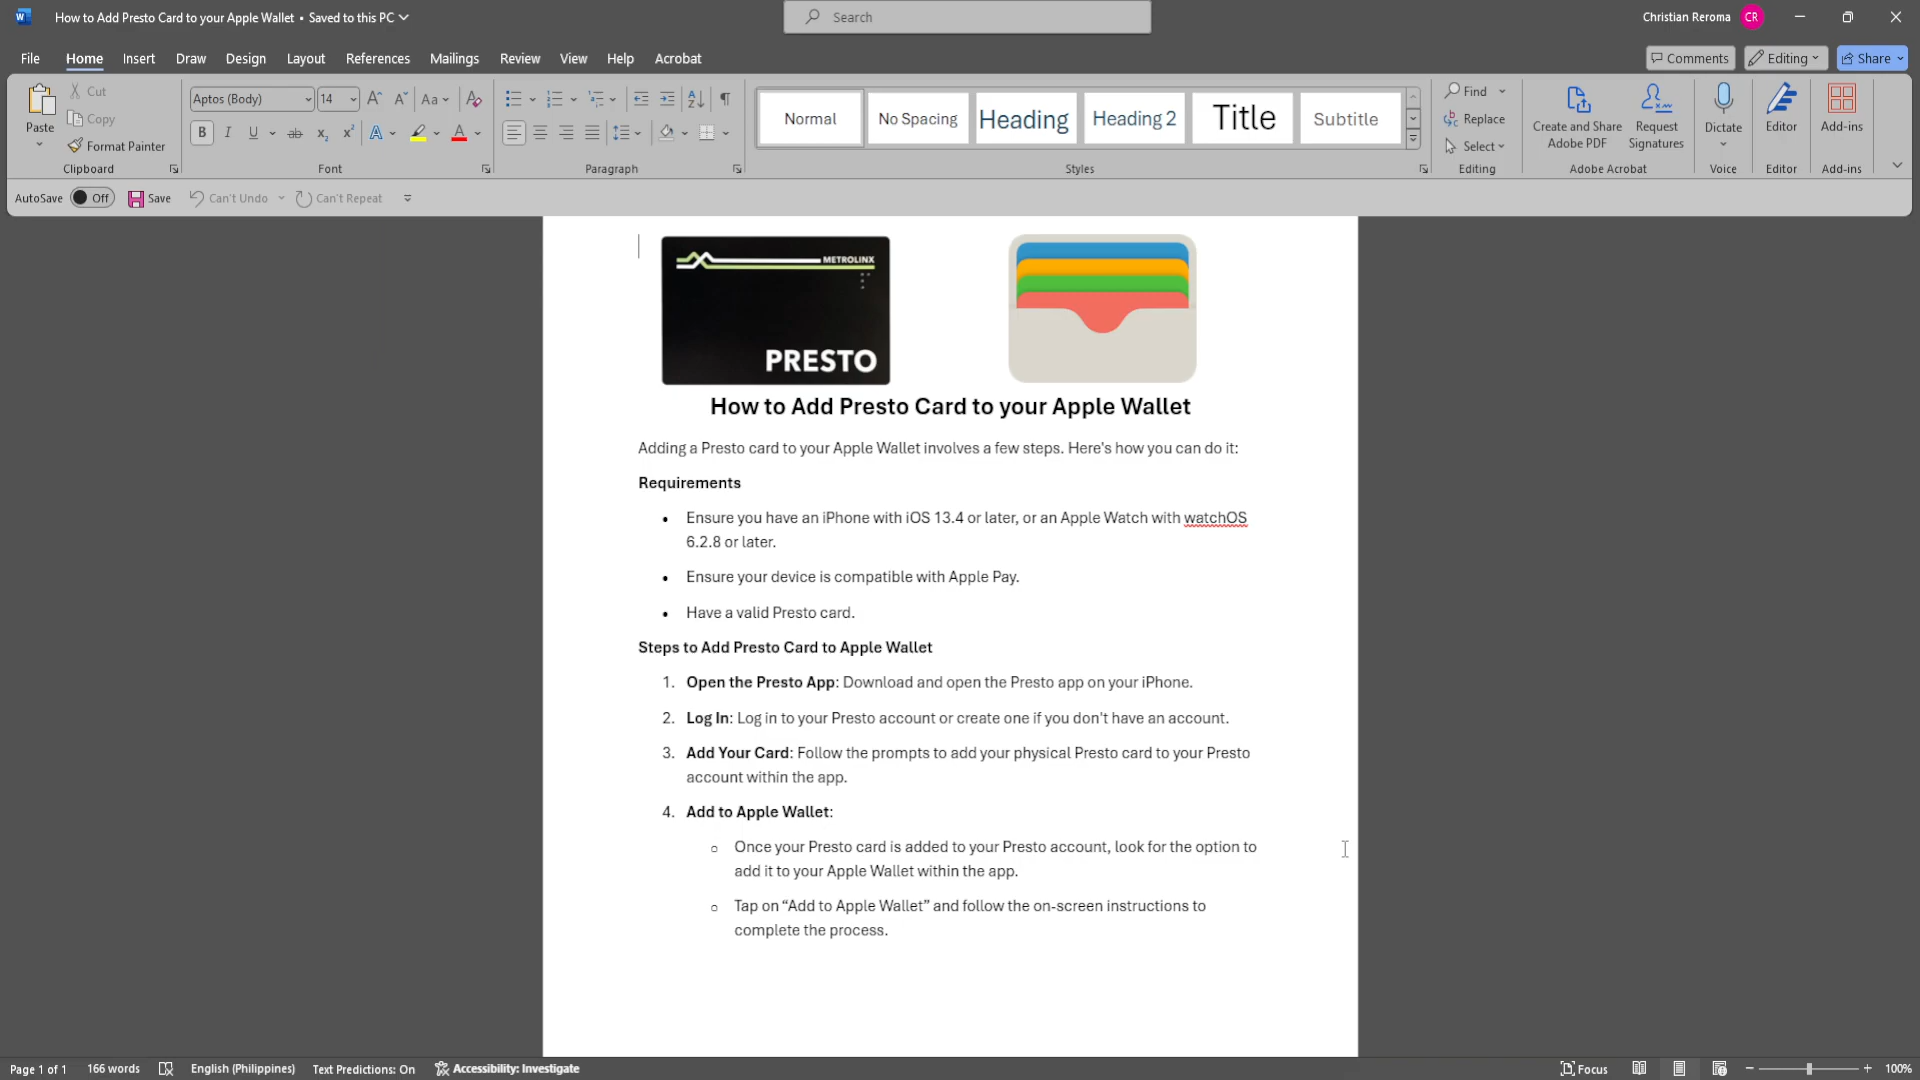 How to Add Presto Card to your Apple Wallet • Saved to this PC
Search
Christian Reroma CR
File Home Insert Draw Design Layout References Mailings Review View Help Acrobat
Comments Editing Share
Paste
Cut
Copy
Format Painter
Clipboard
Aptos (Body) 14
Font
Paragraph
Normal No Spacing Heading Heading 2 Title Subtitle
Styles
Find
Replace
Select
Editing
Create and Share Adobe PDF
Request Signatures
Adobe Acrobat
Dictate
Voice
Editor
Editor
Add-ins
Add-ins
AutoSave Off Save Can't Undo Can't Repeat
METROLINX
PRESTO
How to Add Presto Card to your Apple Wallet
Adding a Presto card to your Apple Wallet involves a few steps. Here's how you can do it:
Requirements
• Ensure you have an iPhone with iOS 13.4 or later, or an Apple Watch with watchOS
6.2.8 or later.
• Ensure your device is compatible with Apple Pay.
• Have a valid Presto card.
Steps to Add Presto Card to Apple Wallet
1. Open the Presto App: Download and open the Presto app on your iPhone.
2. Log In: Log in to your Presto account or create one if you don't have an account.
3. Add Your Card: Follow the prompts to add your physical Presto card to your Presto
account within the app.
4. Add to Apple Wallet:
o Once your Presto card is added to your Presto account, look for the option to
add it to your Apple Wallet within the app.
o Tap on “Add to Apple Wallet” and follow the on-screen instructions to
complete the process.
Page 1 of 1 166 words English (Philippines) Text Predictions: On Accessibility: Investigate Focus 100%